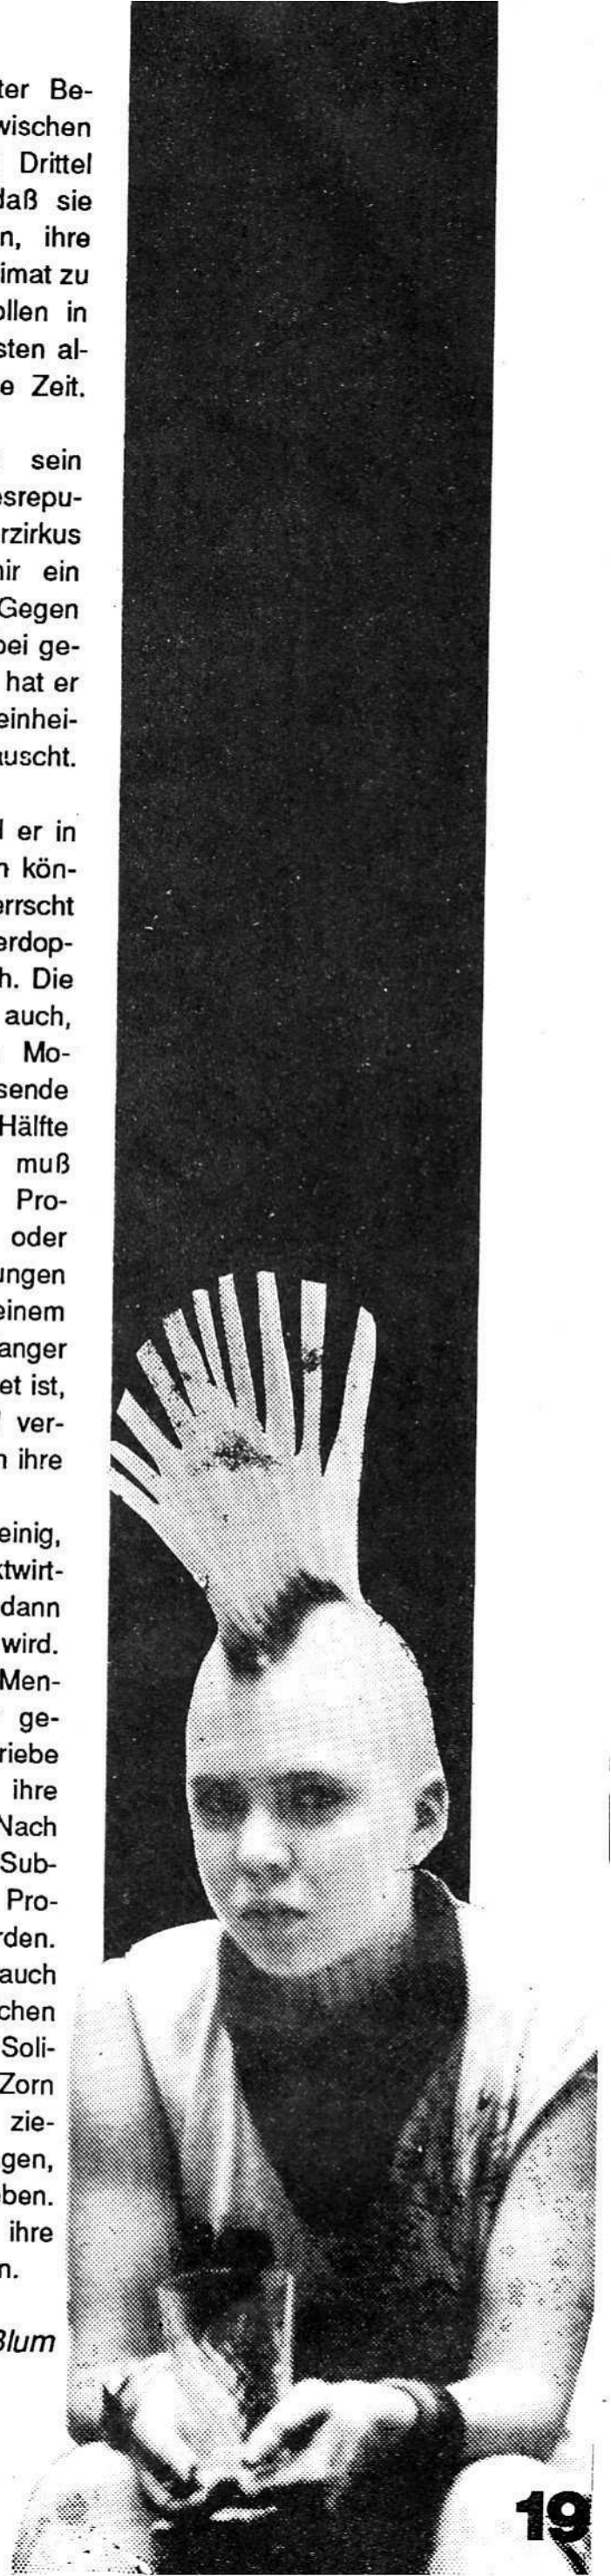 ter Be-
wischen
Drittel
daß sie
n, ihre
imat zu
ollen in
sten al-
e Zeit.
sein
esrepu-
rzirkus
nir ein
Gegen
bei ge-
hat er
einhei-
auscht.
d er in
n kön-
errscht
erdop-
h. Die
auch,
Mo-
sende
Hälfte
muß
Pro-
oder
ungen
einem
anger
et ist,
ver-
n ihre
einig,
ktwirt-
dann
wird.
Men-
ge-
riebe
ihre
Nach
Sub-
Pro-
rden.
auch
chen
Soli-
Zorn
zie-
gen,
ben.
ihre
n.
Blum
19